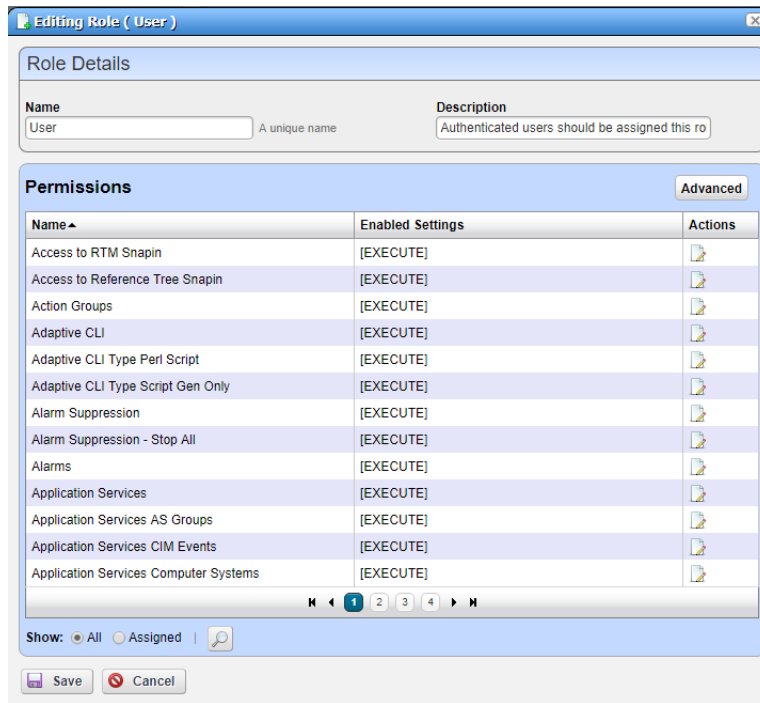 Editing Role ( User )
Role Details
Name Description
User A unique name Authenticated users should be assigned this ro
Permissions Advanced
Name Enabled Settings Actions
Access to RTM Snapin [EXECUTE]
Access to Reference Tree Snapin [EXECUTE]
Action Groups [EXECUTE]
Adaptive CLI [EXECUTE]
Adaptive CLI Type Perl Script [EXECUTE]
Adaptive CLI Type Script Gen Only [EXECUTE]
Alarm Suppression [EXECUTE]
Alarm Suppression - Stop All [EXECUTE]
Alarms [EXECUTE]
Application Services [EXECUTE]
Application Services AS Groups [EXECUTE]
Application Services CIM Events [EXECUTE]
Application Services Computer Systems [EXECUTE]
1 2 3 4
Show: All Assigned |
Save Cancel